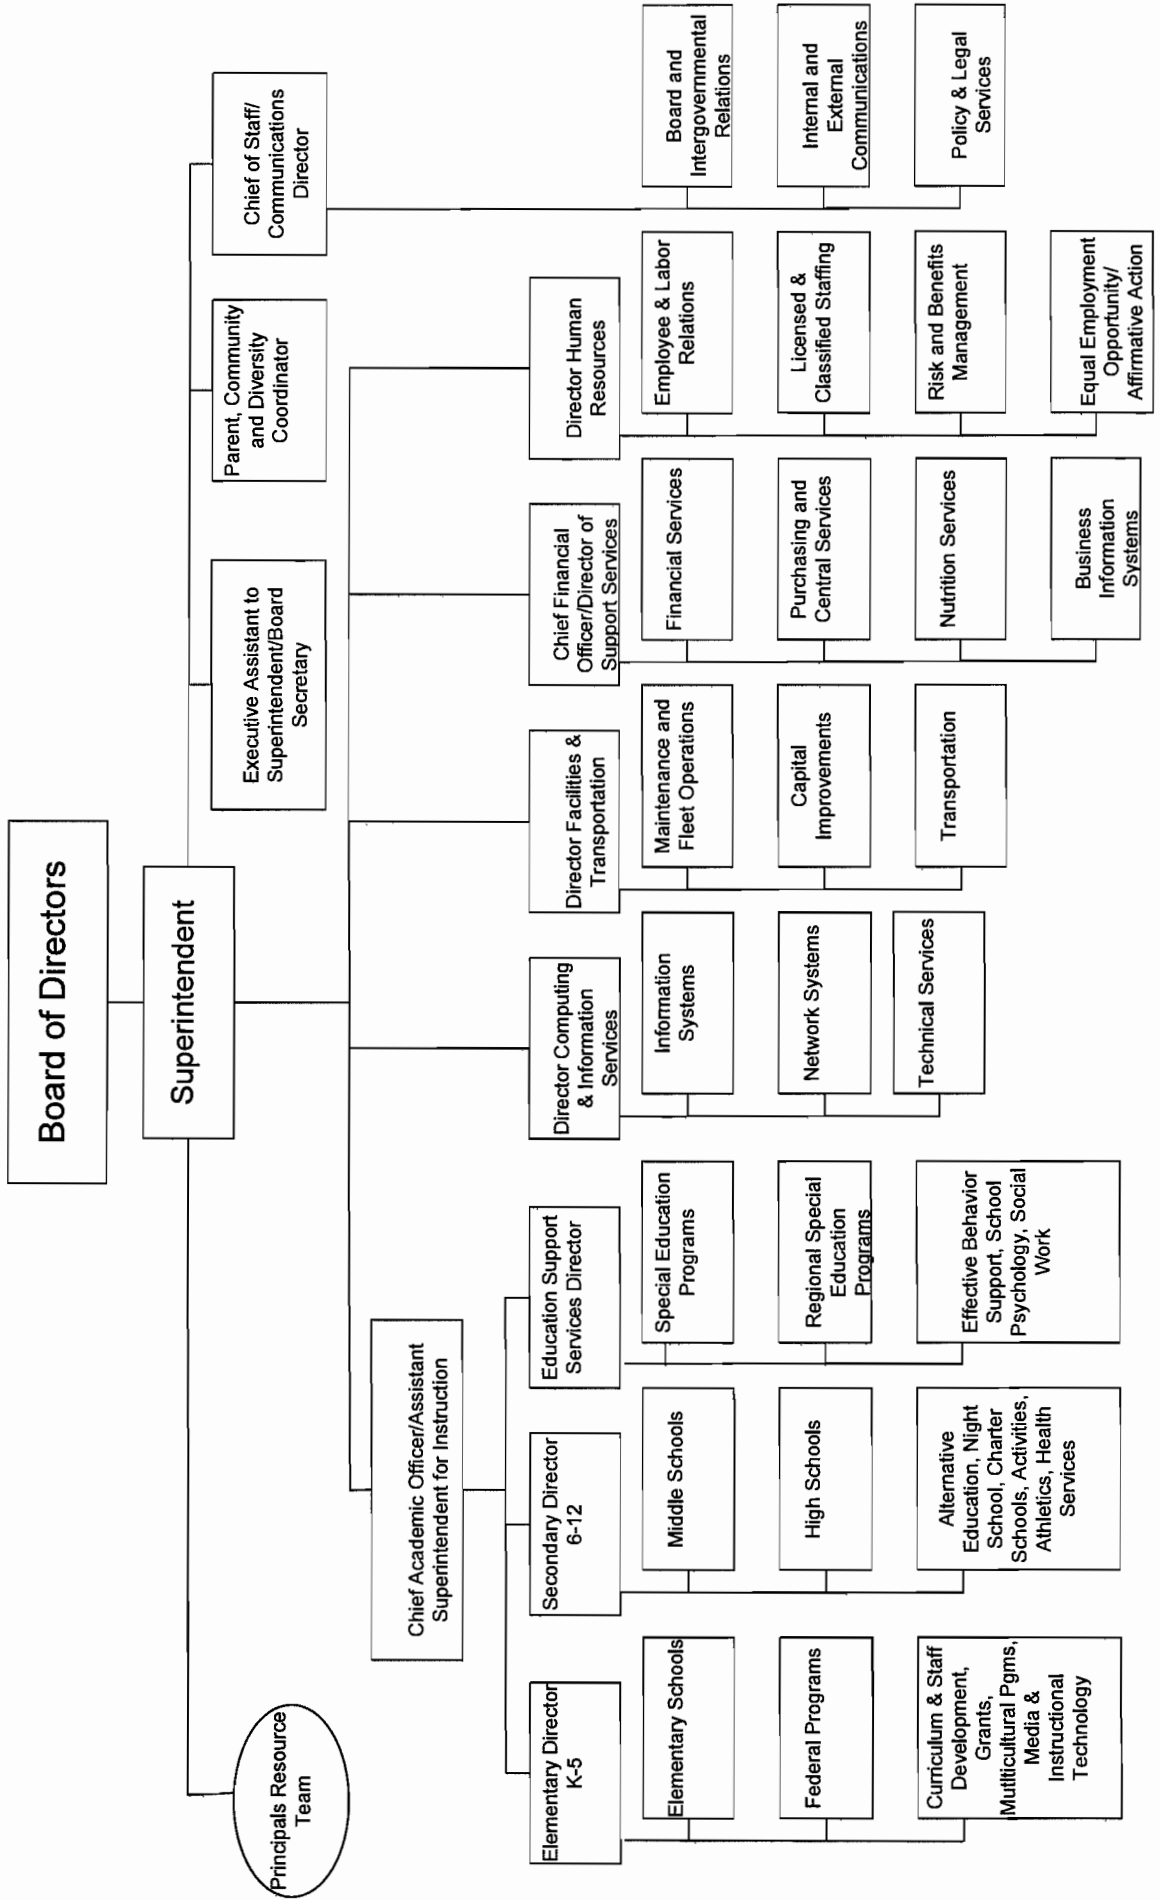 Board of Directors
Superintendent
Principals Resource
Team
Executive Assistant to
Superintendent/Board
Secretary
Parent, Community
and Diversity
Coordinator
Chief of Staff/
Communications
Director
Chief Academic Officer/Assistant
Superintendent for Instruction
Elementary Director
K-5
Secondary Director
6-12
Education Support
Services Director
Director Computing
& Information
Services
Director Facilities &
Transportation
Chief Financial
Officer/Director of
Support Services
Director Human
Resources
Elementary Schools
Federal Programs
Curriculum & Staff
Development,
Grants,
Mutlticultural Pgms,
Media &
Instructional
Technology
Middle Schools
High Schools
Alternative
Education, Night
School, Charter
Schools, Activities,
Athletics, Health
Services
Special Education
Programs
Regional Special
Education
Programs
Effective Behavior
Support, School
Psychology, Social
Work
Information
Systems
Network Systems
Technical Services
Maintenance and
Fleet Operations
Capital
Improvements
Transportation
Financial Services
Purchasing and
Central Services
Nutrition Services
Business
Information
Systems
Employee & Labor
Relations
Licensed &
Classified Staffing
Risk and Benefits
Management
Equal Employment
Opportunity/
Affirmative Action
Board and
Intergovernmental
Relations
Internal and
External
Communications
Policy & Legal
Services